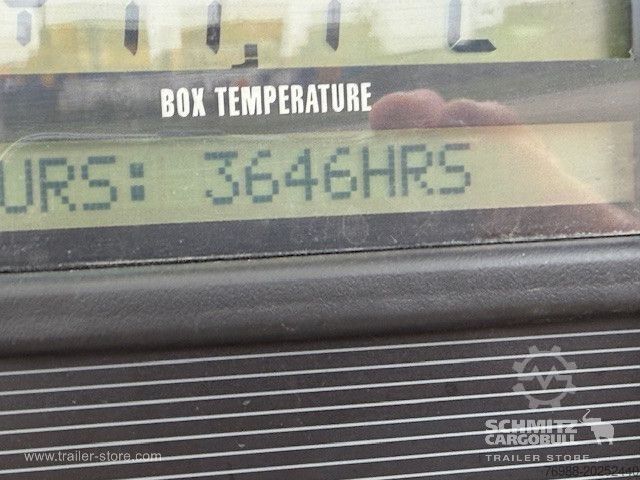 BOX TEMPERATURE
URS: 3646HRS
SCHMITZ
CARGOBULL
TRAILER STORE
www.trailer-store.com